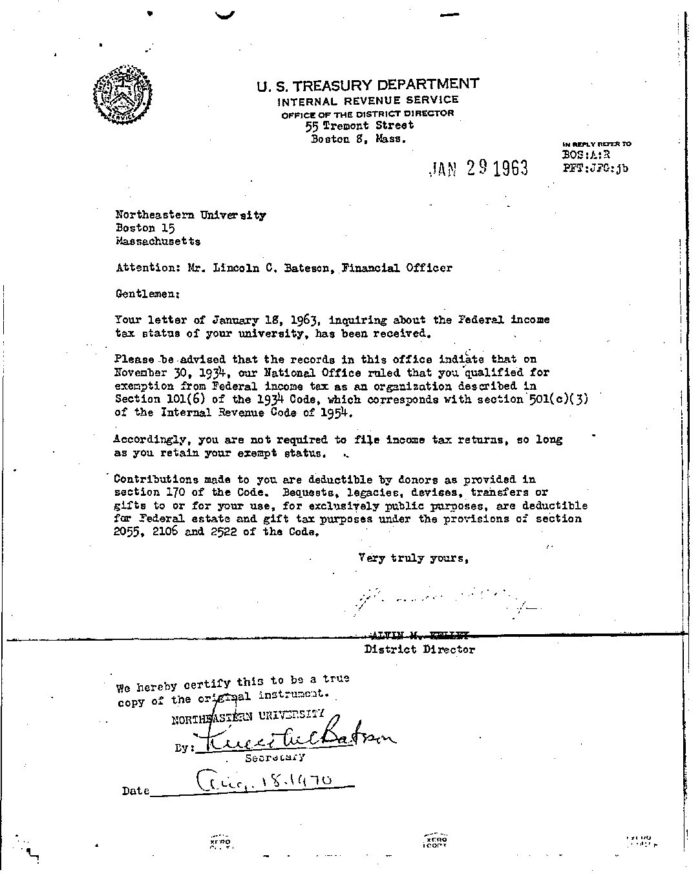 U. S. TREASURY DEPARTMENT
INTERNAL REVENUE SERVICE
OFFICE OF THE DISTRICT DIRECTOR
55 Tremont Street
Boston 8, Mass.
IN REPLY REFER TO
BOS:A:R
PFT:JFG:jb
JAN 29 1963
Northeastern University
Boston 15
Massachusetts
Attention: Mr. Lincoln C. Bateson, Financial Officer
Gentlemen:
Your letter of January 18, 1963, inquiring about the Federal income
tax status of your university, has been received.
Please be advised that the records in this office indiate that on
November 30, 1934, our National Office ruled that you qualified for
exemption from Federal income tax as an organization described in
Section 101(6) of the 1934 Code, which corresponds with section 501(c)(3)
of the Internal Revenue Code of 1954.
Accordingly, you are not required to file income tax returns, so long
as you retain your exempt status.
Contributions made to you are deductible by donors as provided in
section 170 of the Code. Bequests, legacies, devises, transfers or
gifts to or for your use, for exclusively public purposes, are deductible
for Federal estate and gift tax purposes under the provisions of section
2055, 2106 and 2522 of the Code.
Very truly yours,
ALVIN M. KELLEY
District Director
We hereby certify this to be a true
copy of the original instrument.
NORTHEASTERN UNIVERSITY
By:
Secretary
Date Aug. 18. 1970
XERO
XERO
COPY
XERO